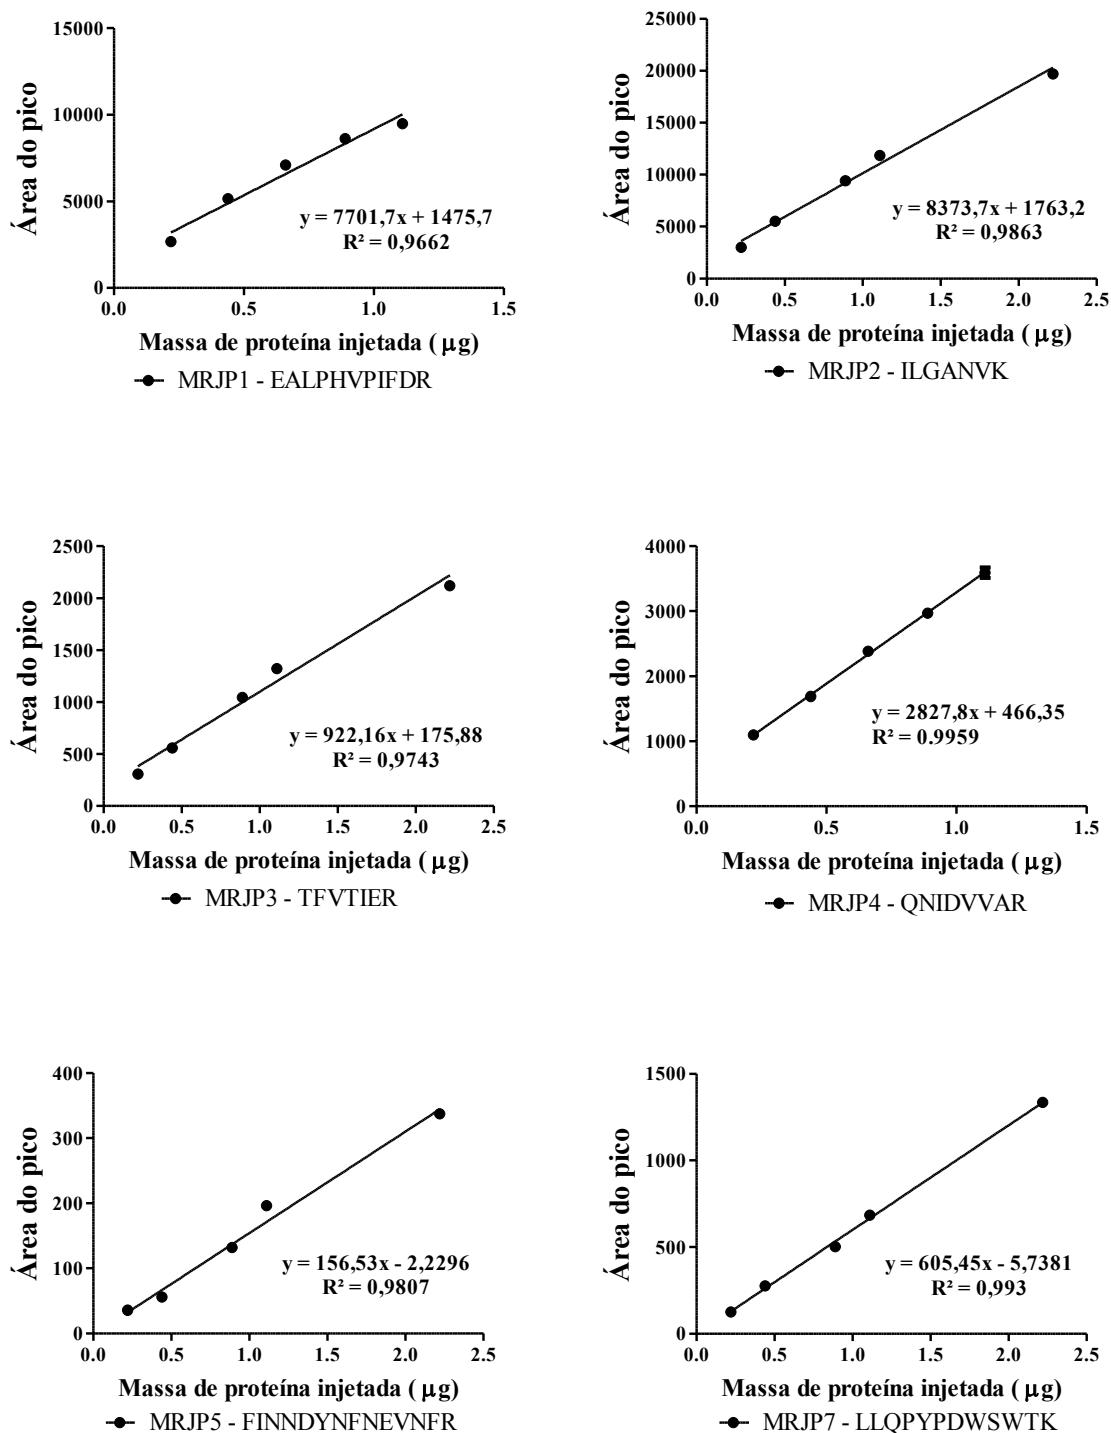 15000
10000
5000
0
0.0 0.5 1.0 1.5
Área do pico
y = 7701,7x + 1475,7
R² = 0,9662
Massa de proteína injetada ( µg)
MRJP1 - EALPHVPIFDR
25000
20000
15000
10000
5000
0
0.0 0.5 1.0 1.5 2.0 2.5
Área do pico
y = 8373,7x + 1763,2
R² = 0,9863
Massa de proteína injetada ( µg)
MRJP2 - ILGANVK
2500
2000
1500
1000
500
0
0.0 0.5 1.0 1.5 2.0 2.5
Área do pico
y = 922,16x + 175,88
R² = 0,9743
Massa de proteína injetada ( µg)
MRJP3 - TFVTIER
4000
3000
2000
1000
0
0.0 0.5 1.0 1.5
Área do pico
y = 2827,8x + 466,35
R² = 0.9959
Massa de proteína injetada ( µg)
MRJP4 - QNIDVVAR
400
300
200
100
0
0.0 0.5 1.0 1.5 2.0 2.5
Área do pico
y = 156,53x - 2,2296
R² = 0,9807
Massa de proteína injetada ( µg)
MRJP5 - FINNDYNFNEVNFR
1500
1000
500
0
0.0 0.5 1.0 1.5 2.0 2.5
Área do pico
y = 605,45x - 5,7381
R² = 0,993
Massa de proteína injetada ( µg)
MRJP7 - LLQPYPDWSWTK